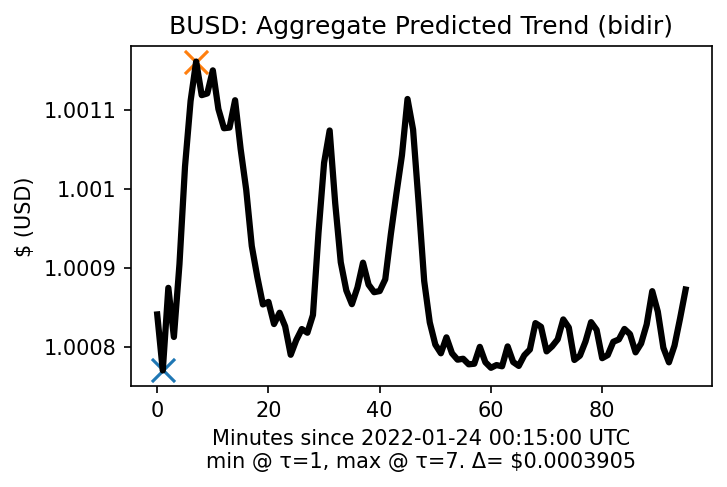 BUSD: Aggregate Predicted Trend (bidir)
$ (USD)
1.0011
1.001
1.0009
1.0008
0 20 40 60 80
Minutes since 2022-01-24 00:15:00 UTC
min @ τ=1, max @ τ=7. Δ= $0.0003905